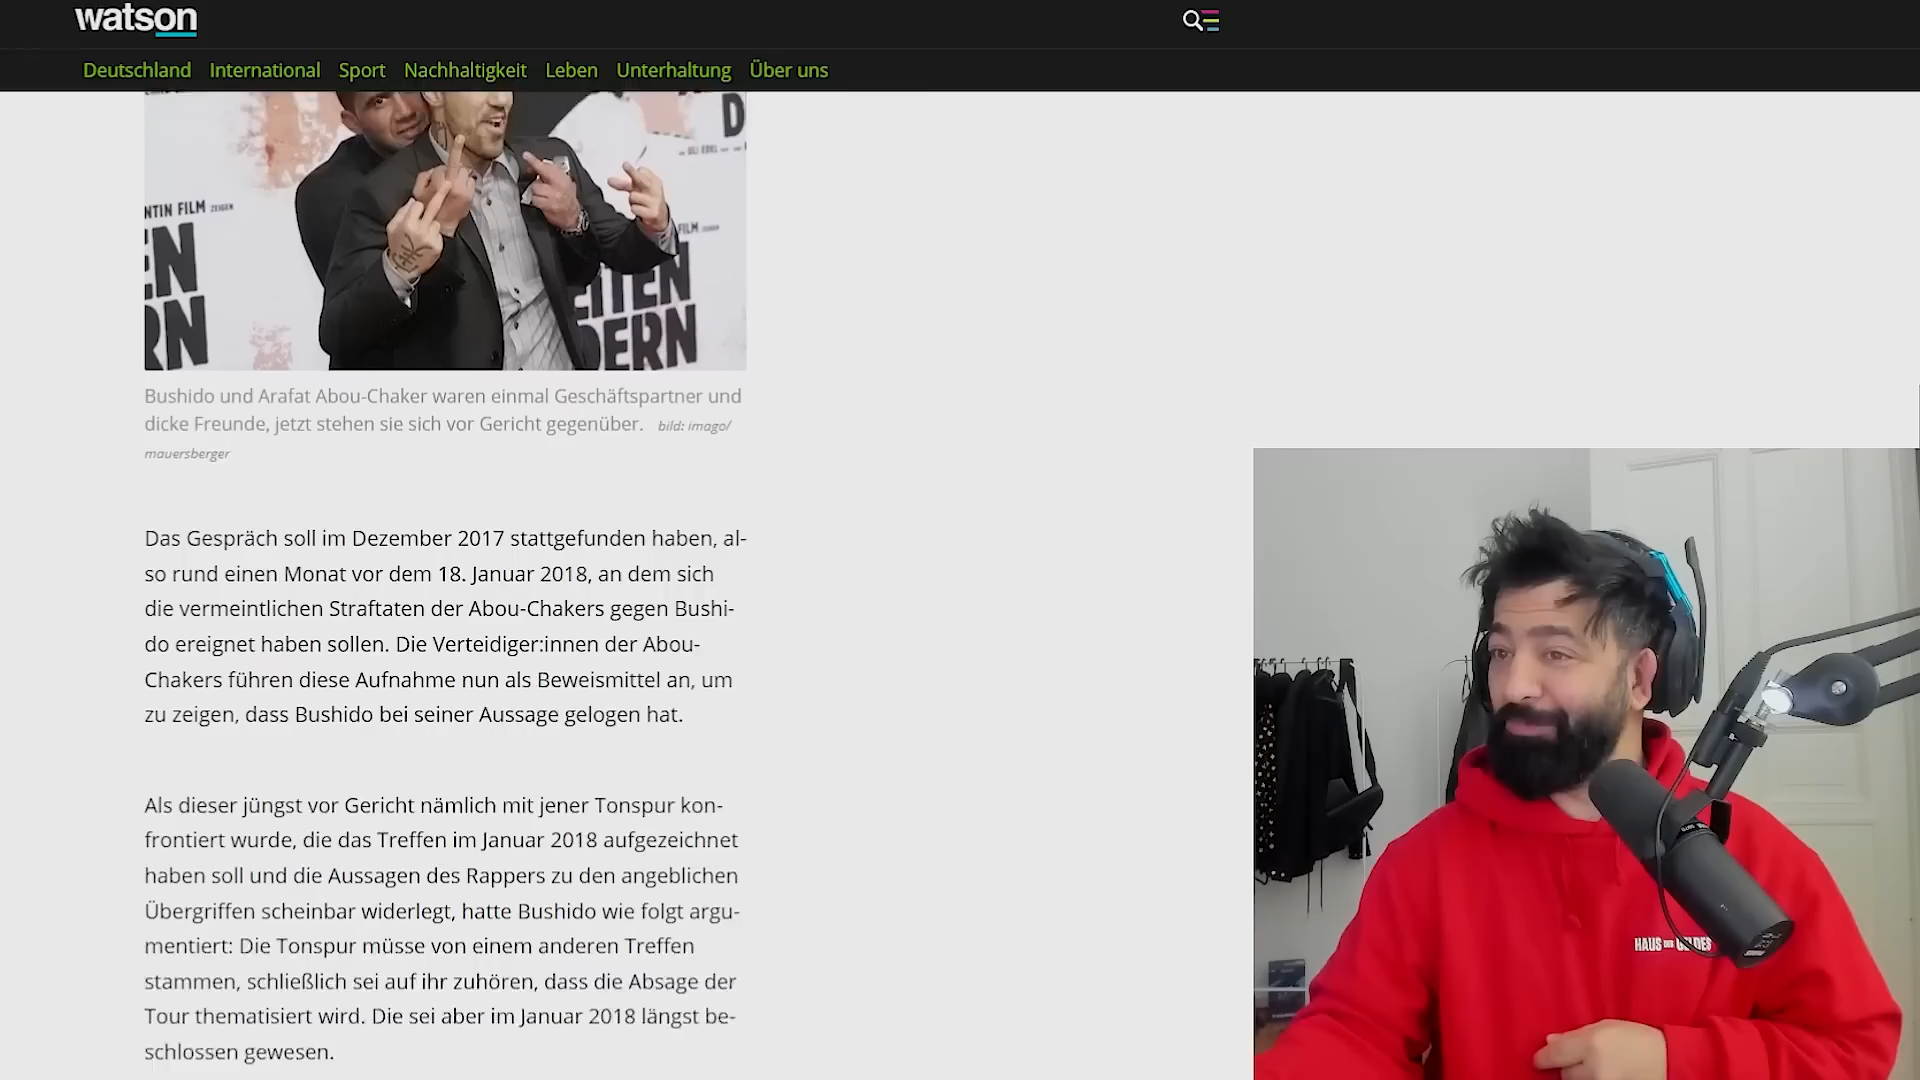 watson
Deutschland International Sport Nachhaltigkeit Leben Unterhaltung Über uns
D
NTIN FILM ZEIGEN
FILM
EN
EITEN
RN
DERN
Bushido und Arafat Abou-Chaker waren einmal Geschäftspartner und
dicke Freunde, jetzt stehen sie sich vor Gericht gegenüber. bild: imago/
mauersberger
Das Gespräch soll im Dezember 2017 stattgefunden haben, al-
so rund einen Monat vor dem 18. Januar 2018, an dem sich
die vermeintlichen Straftaten der Abou-Chakers gegen Bushi-
do ereignet haben sollen. Die Verteidiger:innen der Abou-
Chakers führen diese Aufnahme nun als Beweismittel an, um
zu zeigen, dass Bushido bei seiner Aussage gelogen hat.
Als dieser jüngst vor Gericht nämlich mit jener Tonspur kon-
frontiert wurde, die das Treffen im Januar 2018 aufgezeichnet
haben soll und die Aussagen des Rappers zu den angeblichen
Übergriffen scheinbar widerlegt, hatte Bushido wie folgt argu-
mentiert: Die Tonspur müsse von einem anderen Treffen
stammen, schließlich sei auf ihr zuhören, dass die Absage der
Tour thematisiert wird. Die sei aber im Januar 2018 längst be-
schlossen gewesen.
HAUS DES GELDES